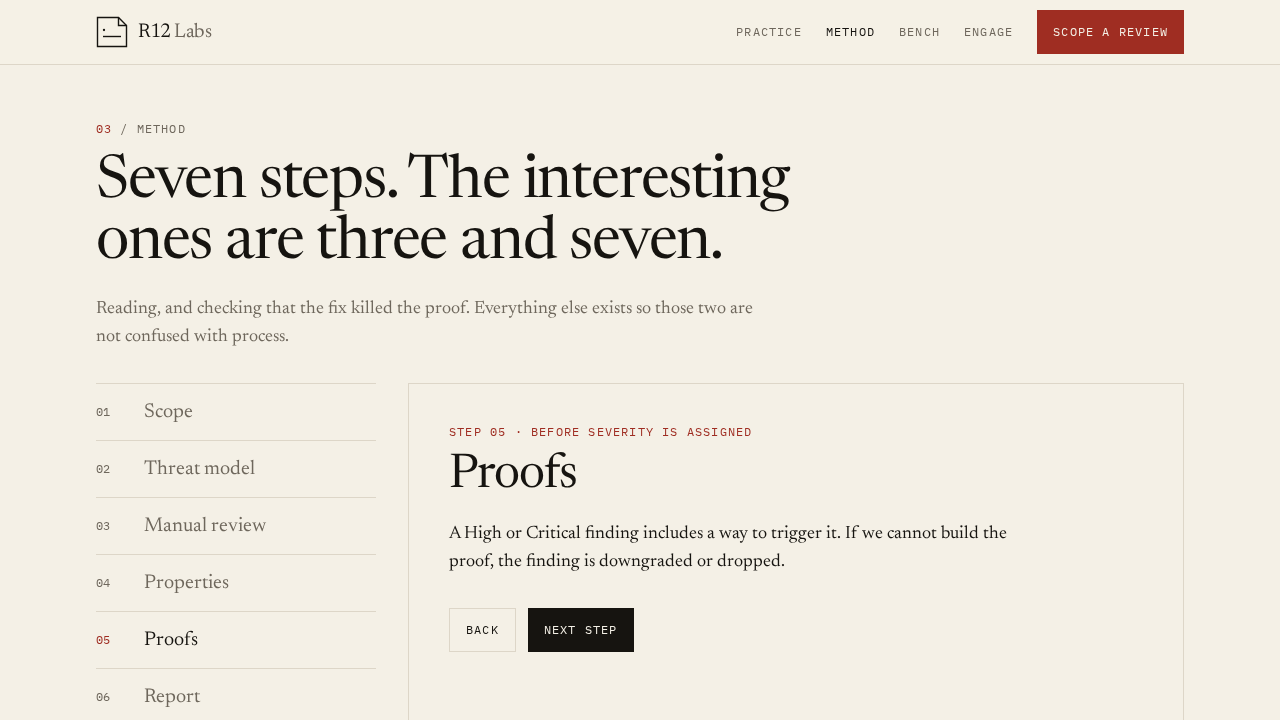 R12 Labs
PRACTICE
METHOD
BENCH
ENGAGE
SCOPE A REVIEW
03 / METHOD
Seven steps. The interesting
ones are three and seven.
Reading, and checking that the fix killed the proof. Everything else exists so those two are
not confused with process.
01 Scope
02 Threat model
03 Manual review
04 Properties
05 Proofs
06 Report
STEP 05 · BEFORE SEVERITY IS ASSIGNED
Proofs
A High or Critical finding includes a way to trigger it. If we cannot build the
proof, the finding is downgraded or dropped.
BACK
NEXT STEP